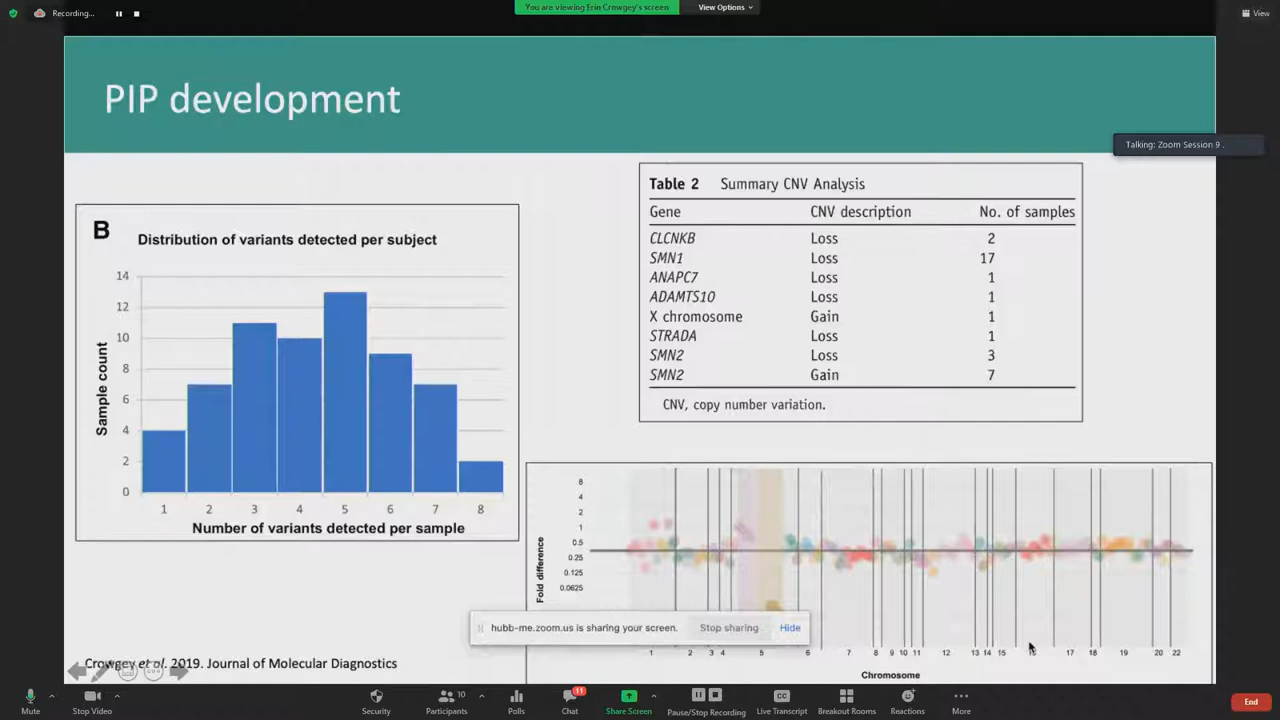 Recording...
You are viewing Erin Crowgey's screen
View Options
View
PIP development
Talking: Zoom Session 9 .
B
Distribution of variants detected per subject
14
12
10
8
6
4
2
0
Sample count
1 2 3 4 5 6 7 8
Number of variants detected per sample
Table 2 Summary CNV Analysis
Gene CNV description No. of samples
CLCNKB Loss 2
SMN1 Loss 17
ANAPC7 Loss 1
ADAMTS10 Loss 1
X chromosome Gain 1
STRADA Loss 1
SMN2 Loss 3
SMN2 Gain 7
CNV, copy number variation.
8
4
2
1
0.5
0.25
0.125
0.0625
Fold difference
1 2 3 4 5 6 7 8 9 10 11 12 13 14 15 16 17 18 19 20 22
Chromosome
hubb-me.zoom.us is sharing your screen. Stop sharing Hide
Crowgey et al. 2019. Journal of Molecular Diagnostics
Mute
Stop Video
Security
Participants 10
Polls
Chat 11
Share Screen
Pause/Stop Recording
CC
Live Transcript
Breakout Rooms
Reactions
More
End